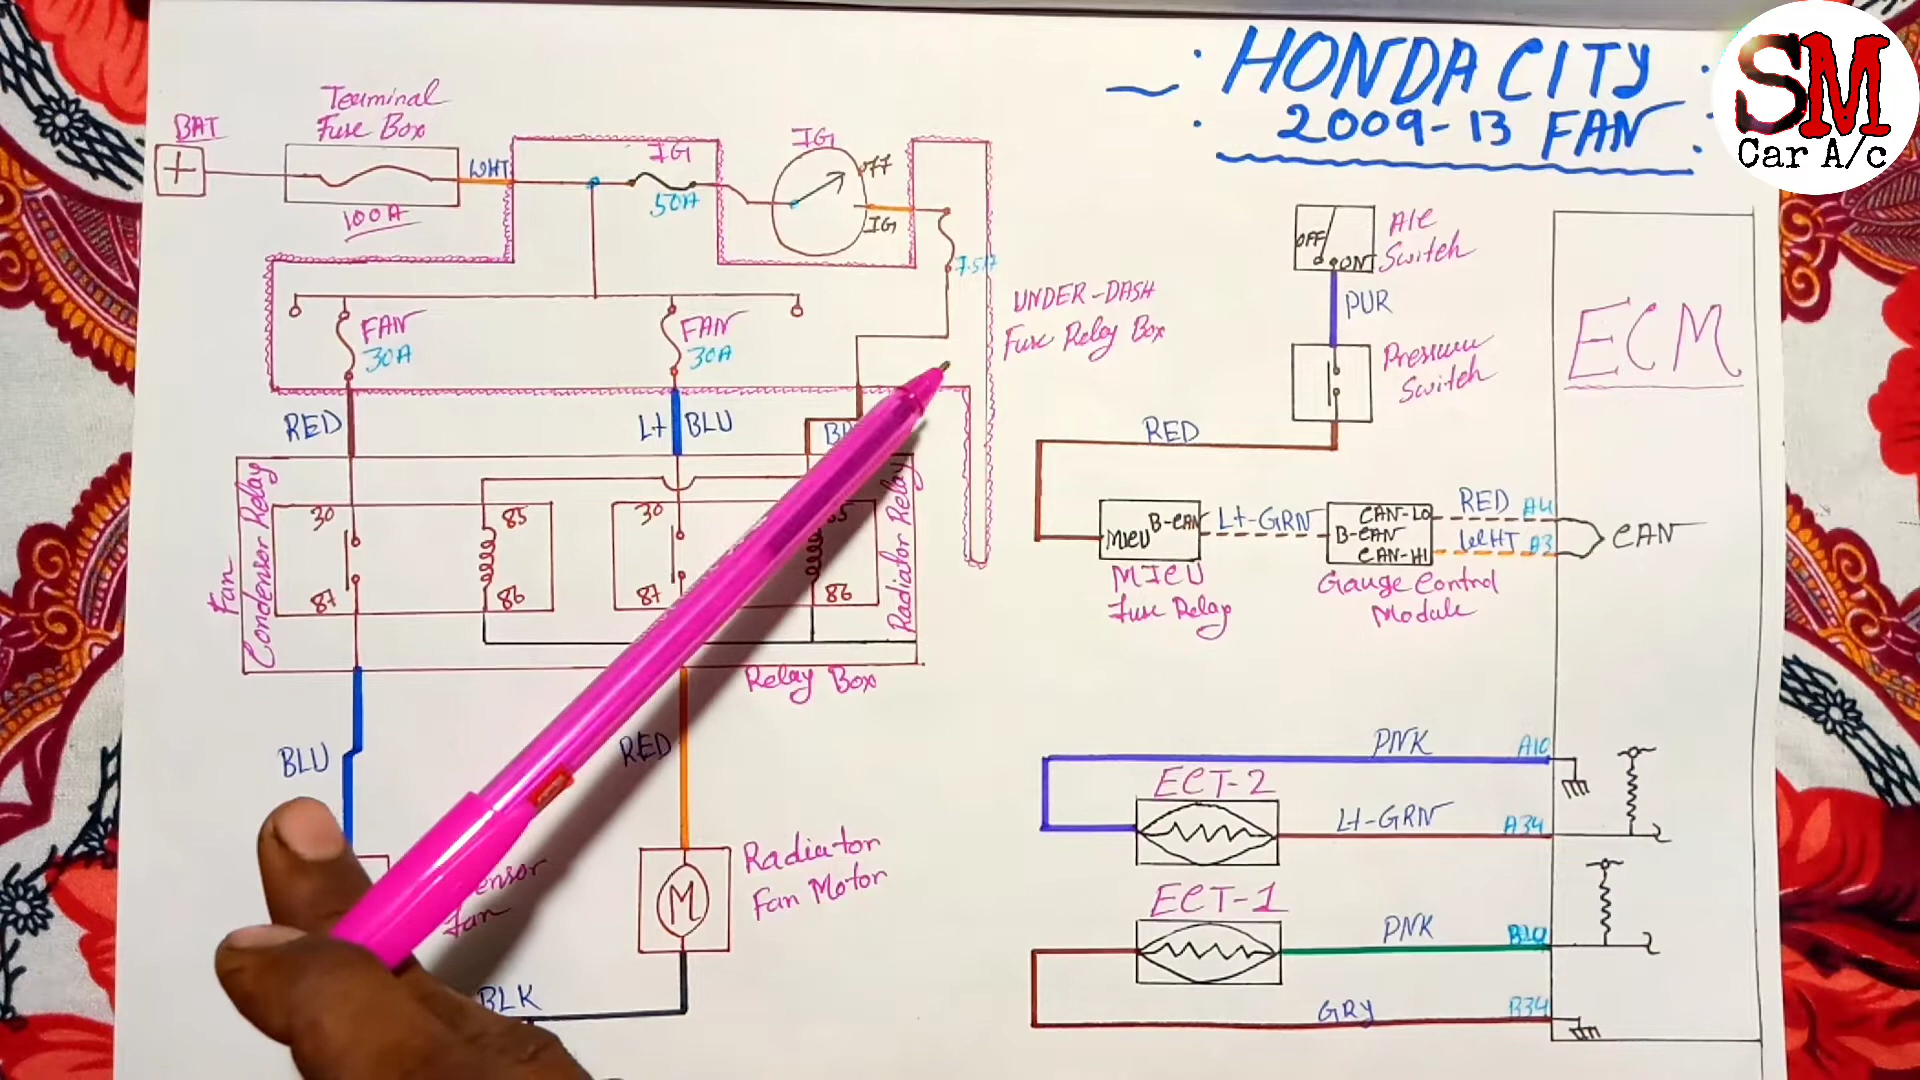 HONDA CITY
2009-13 FAN
SM
Car A/c
BAT
Terminal
Fuse Box
100A
WHT
IG
50A
IG
OFF
IG
7.5A
UNDER-DASH
Fuse Relay Box
FAN
30A
FAN
30A
RED
Lt BLU
Fan
Condensor Relay
30
85
87
86
30
87
86
Radiator Relay
Relay Box
BLU
RED
Radiator
Fan Motor
M
Fan
BLK
A/C
Switch
OFF
ON
PUR
Pressure
Switch
RED
MICU
B-CAN
Lt-GRN
CAN-LO
B-CAN
CAN-HI
RED A4
WHT A3
CAN
MICU
Fuse Relay
Gauge Control
Module
ECM
PNK A10
ECT-2
Lt-GRN A34
ECT-1
PNK B10
GRY B34